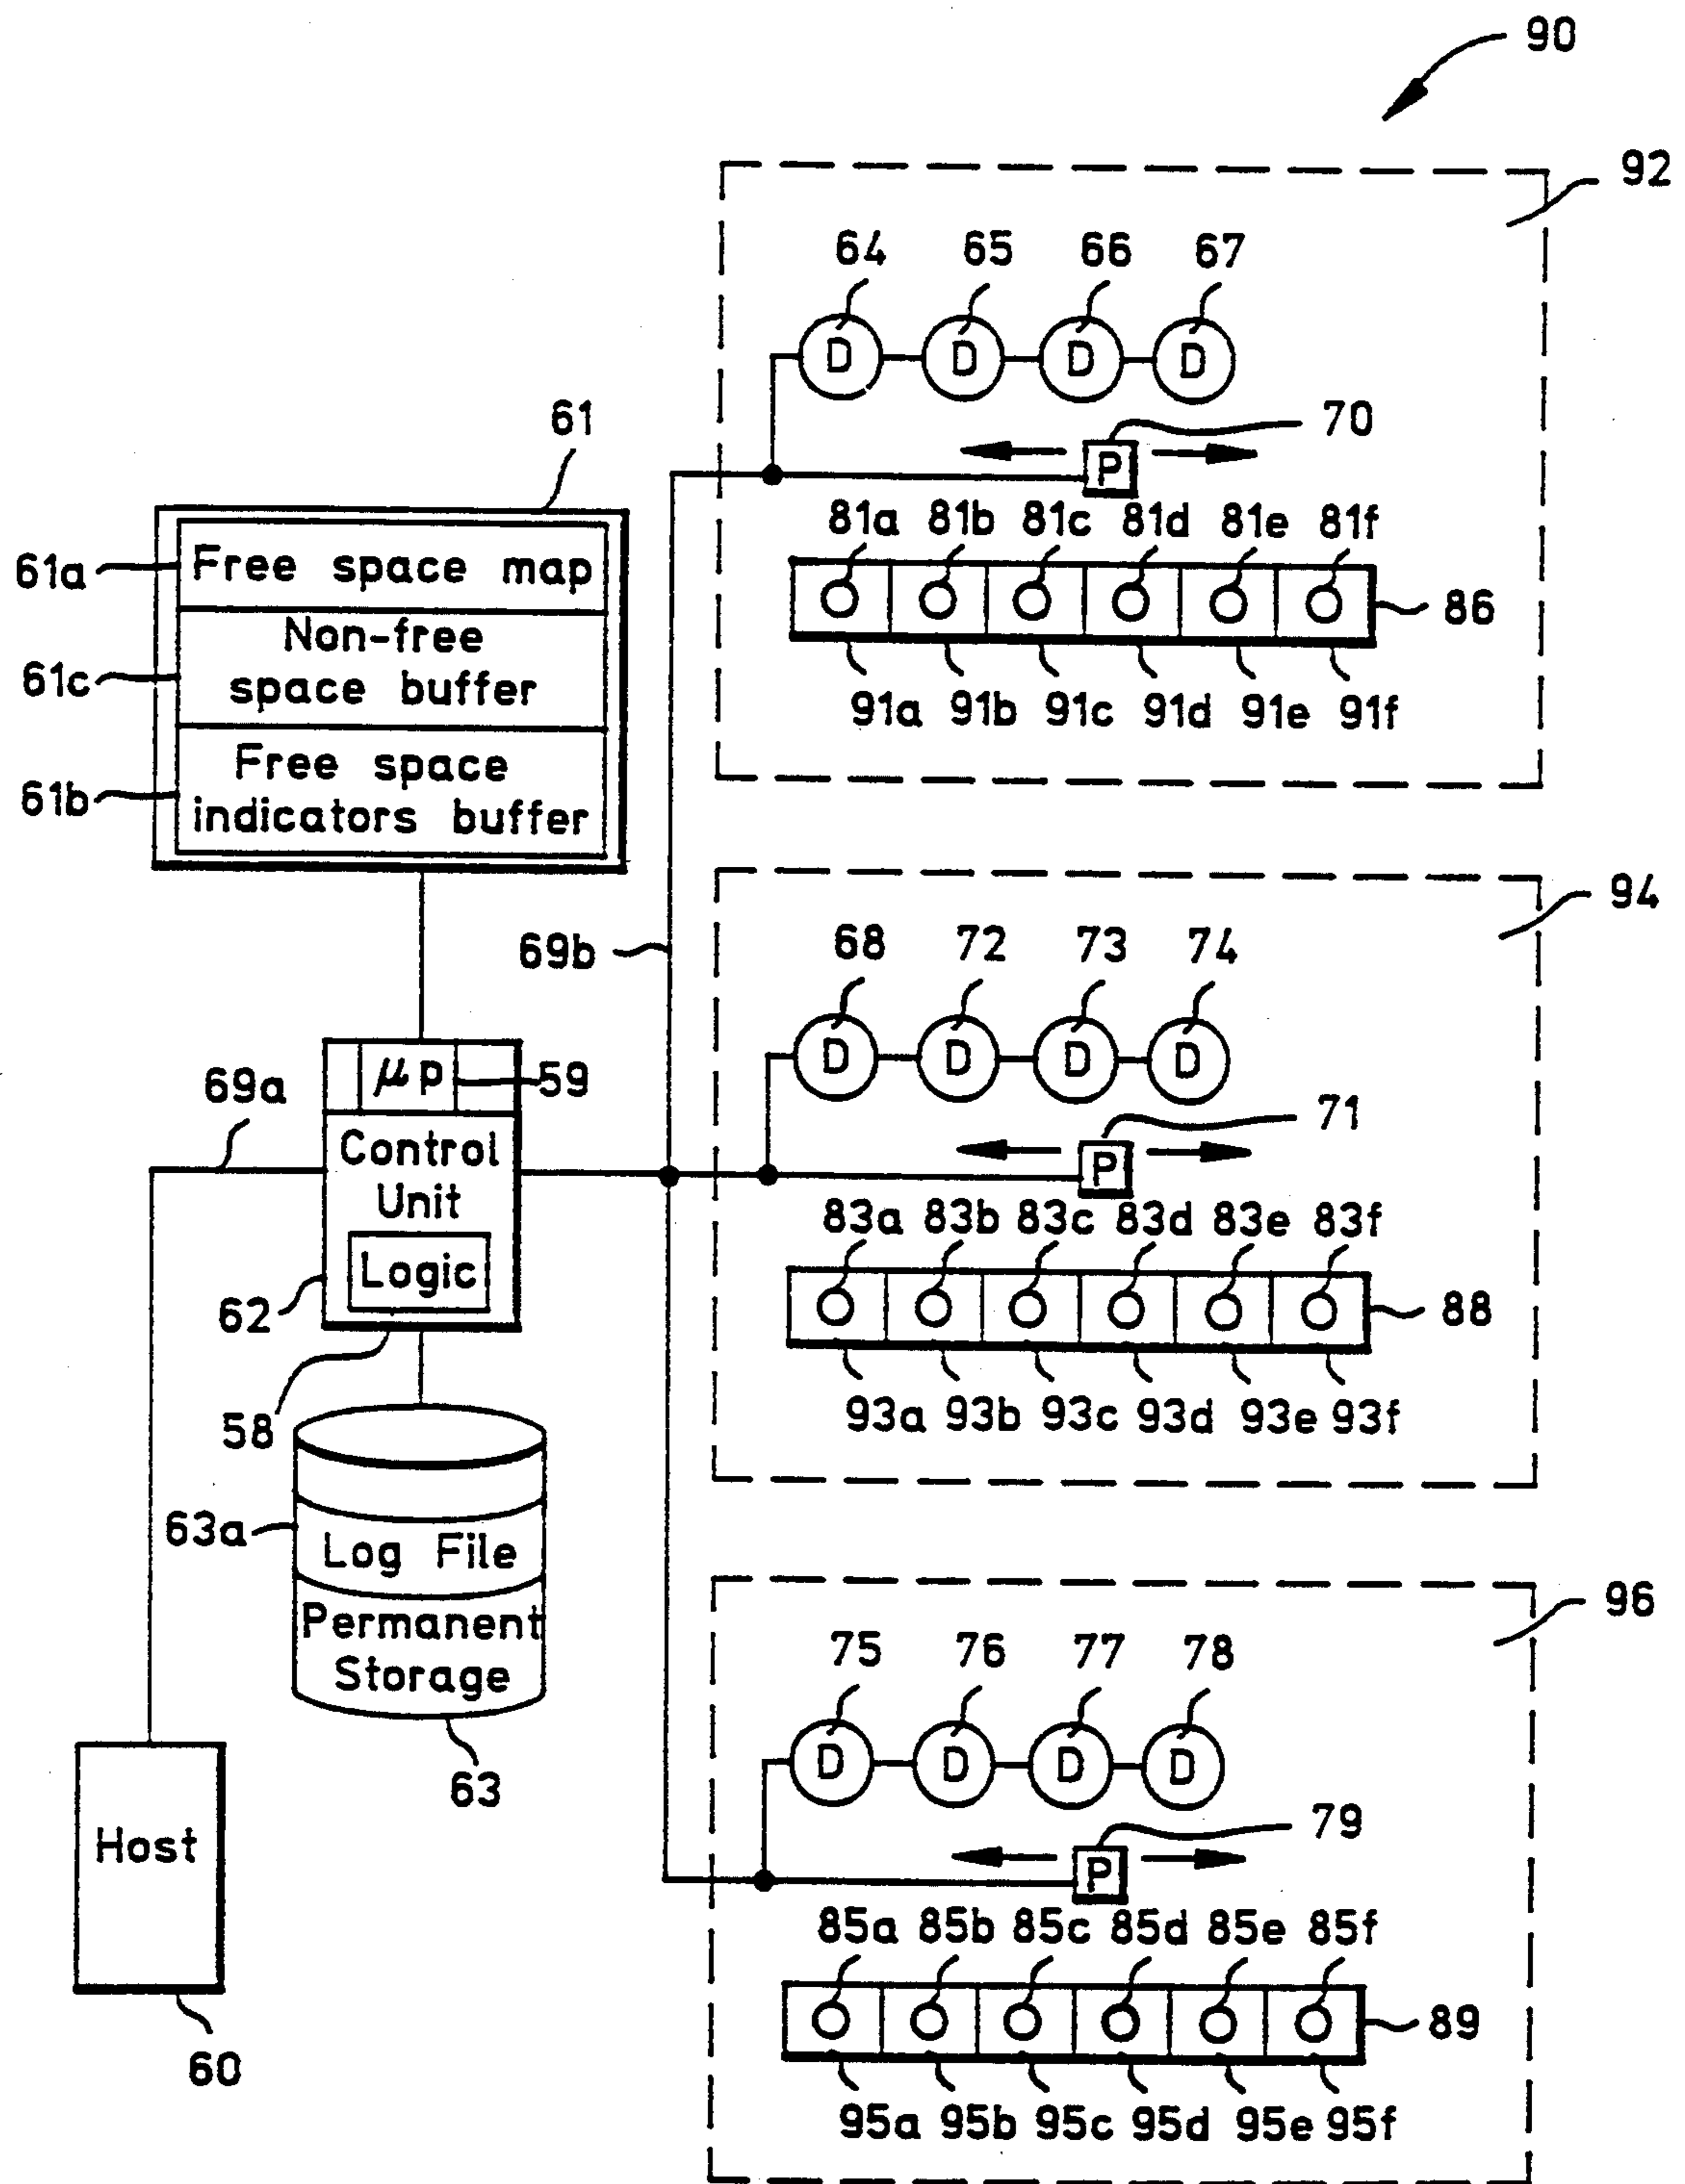 90
92
64 65 66 67
D D D D
70
P
81a 81b 81c 81d 81e 81f
86
91a 91b 91c 91d 91e 91f
61
61a
Free space map
61c
Non-free
space buffer
61b
Free space
indicators buffer
69b
94
68 72 73 74
D D D D
71
P
83a 83b 83c 83d 83e 83f
88
93a 93b 93c 93d 93e 93f
69a
μp
59
Control
Unit
Logic
62
58
63a
Log File
Permanent
Storage
63
Host
60
96
75 76 77 78
D D D D
79
P
85a 85b 85c 85d 85e 85f
89
95a 95b 95c 95d 95e 95f